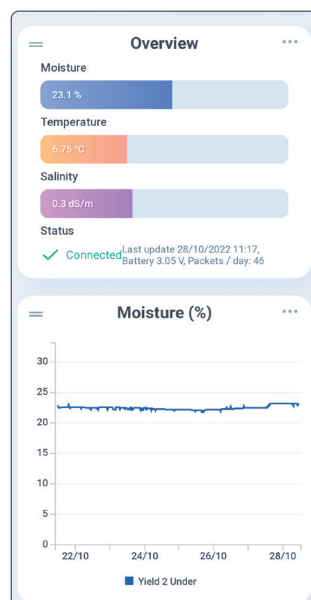 Overview
Moisture
23.1 %
Temperature
6.75 °C
Salinity
0.3 dS/m
Status
Connected
Last update 28/10/2022 11:17,
Battery 3.05 V, Packets / day: 46
Moisture (%)
30
25
20
15
10
5
0
22/10 24/10 26/10 28/10
Yield 2 Under